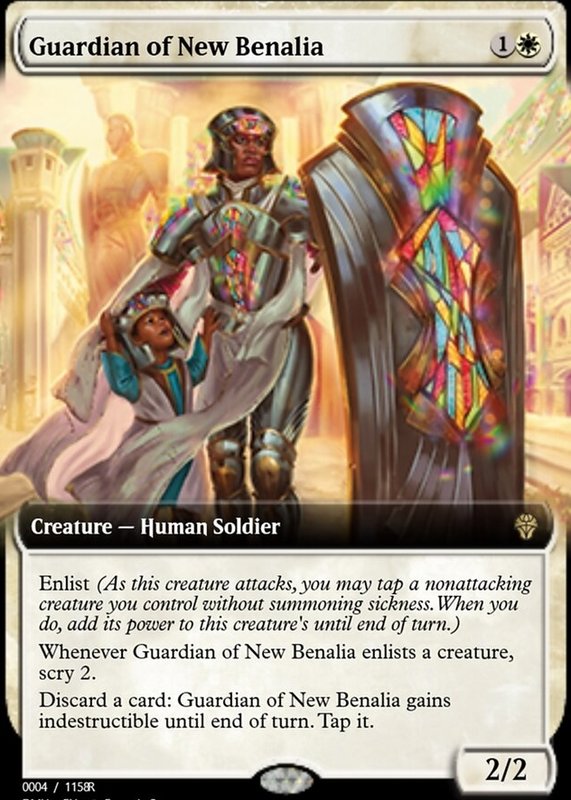 Guardian of New Benalia 1
Creature — Human Soldier
Enlist (As this creature attacks, you may tap a nonattacking
creature you control without summoning sickness. When you
do, add its power to this creature's until end of turn.)
Whenever Guardian of New Benalia enlists a creature,
scry 2.
Discard a card: Guardian of New Benalia gains
indestructible until end of turn. Tap it.
2/2
0004 / 1158R